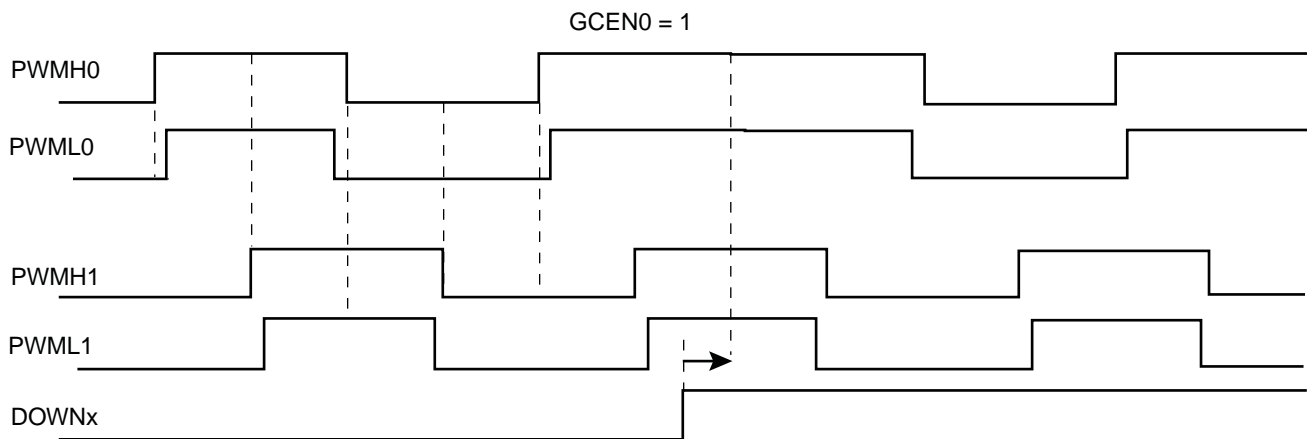 GCEN0 = 1
PWMH0
PWML0
PWMH1
PWML1
DOWNx